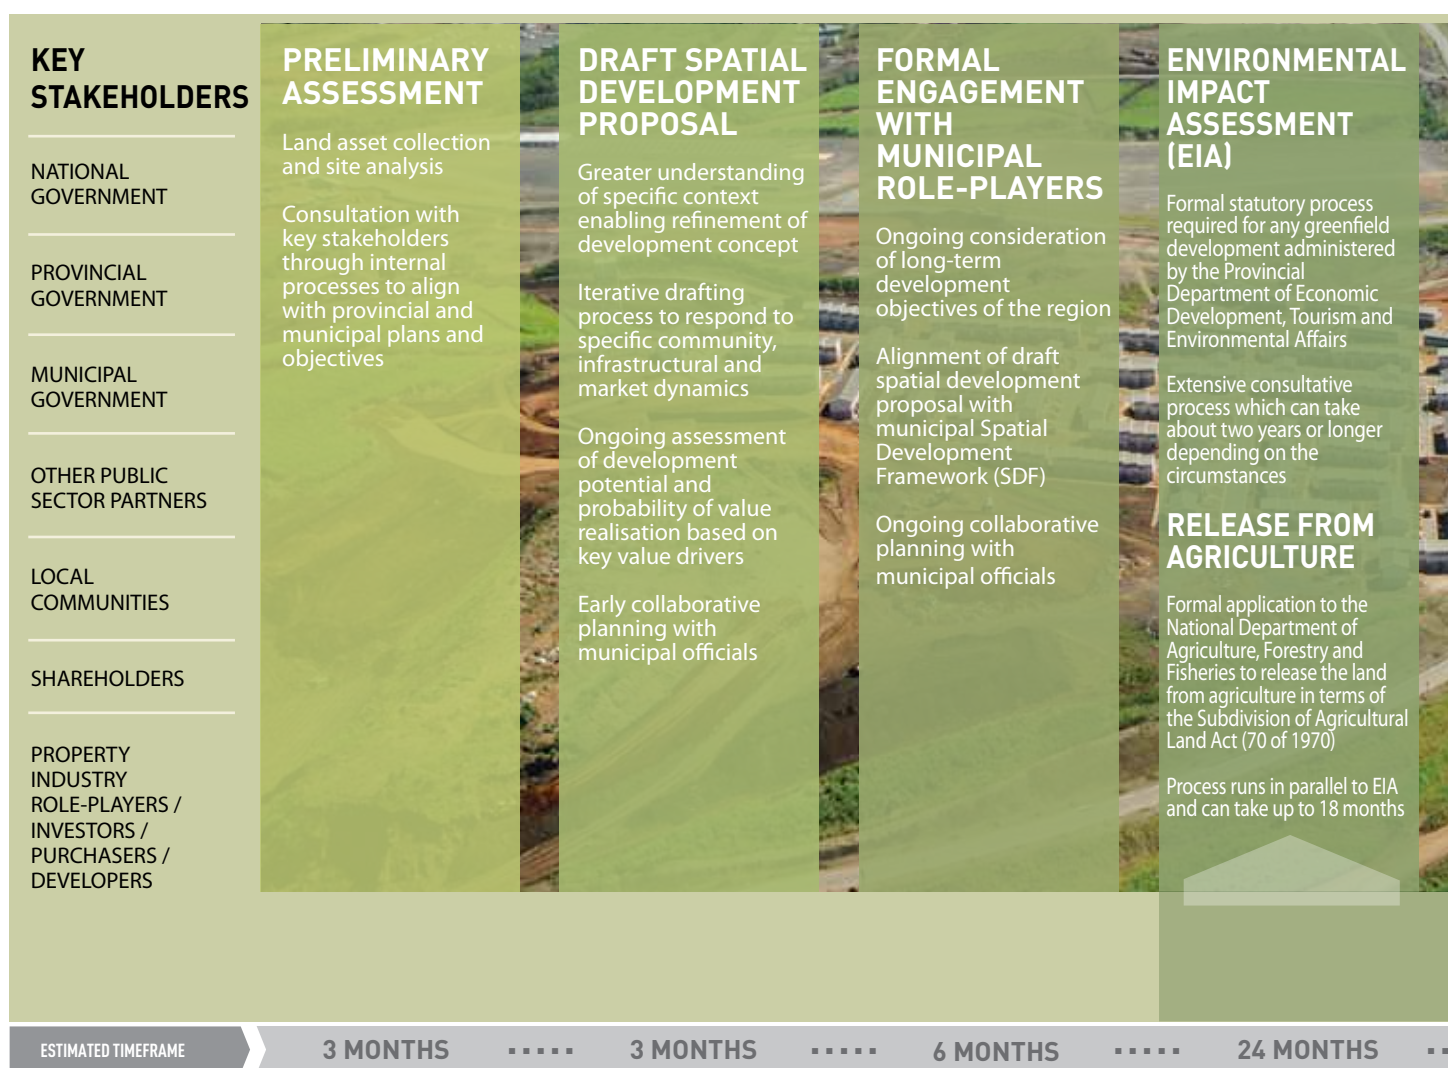 KEY
STAKEHOLDERS
NATIONAL
GOVERNMENT
PROVINCIAL
GOVERNMENT
MUNICIPAL
GOVERNMENT
OTHER PUBLIC
SECTOR PARTNERS
LOCAL
COMMUNITIES
SHAREHOLDERS
PROPERTY
INDUSTRY
ROLE-PLAYERS /
INVESTORS /
PURCHASERS /
DEVELOPERS
PRELIMINARY
ASSESSMENT
Land asset collection
and site analysis
Consultation with
key stakeholders
through internal
processes to align
with provincial and
municipal plans and
objectives
DRAFT SPATIAL
DEVELOPMENT
PROPOSAL
Greater understanding
of specific context
enabling refinement of
development concept
Iterative drafting
process to respond to
specific community,
infrastructural and
market dynamics
Ongoing assessment
of development
potential and
probability of value
realisation based on
key value drivers
Early collaborative
planning with
municipal officials
FORMAL
ENGAGEMENT
WITH
MUNICIPAL
ROLE-PLAYERS
Ongoing consideration
of long-term
development
objectives of the region
Alignment of draft
spatial development
proposal with
municipal Spatial
Development
Framework (SDF)
Ongoing collaborative
planning with
municipal officials
ENVIRONMENTAL
IMPACT
ASSESSMENT
(EIA)
Formal statutory process
required for any greenfield
development administered
by the Provincial
Department of Economic
Development, Tourism and
Environmental Affairs
Extensive consultative
process which can take
about two years or longer
depending on the
circumstances
RELEASE FROM
AGRICULTURE
Formal application to the
National Department of
Agriculture, Forestry and
Fisheries to release the land
from agriculture in terms of
the Subdivision of Agricultural
Land Act (70 of 1970)
Process runs in parallel to EIA
and can take up to 18 months
ESTIMATED TIMEFRAME
3 MONTHS
3 MONTHS
6 MONTHS
24 MONTHS